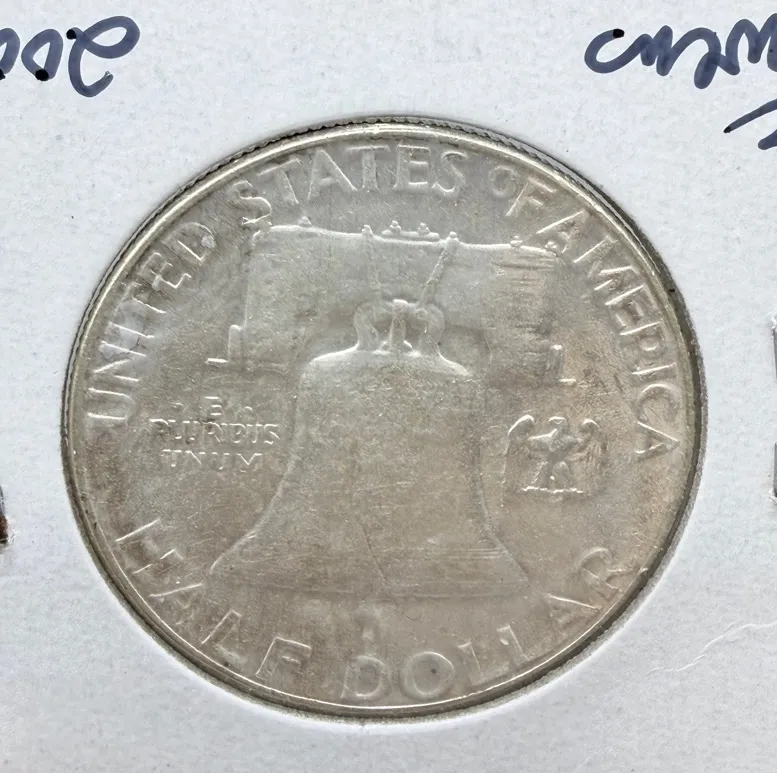 UNITED STATES OF AMERICA
E
PLURIBUS
UNUM
HALF DOLLAR